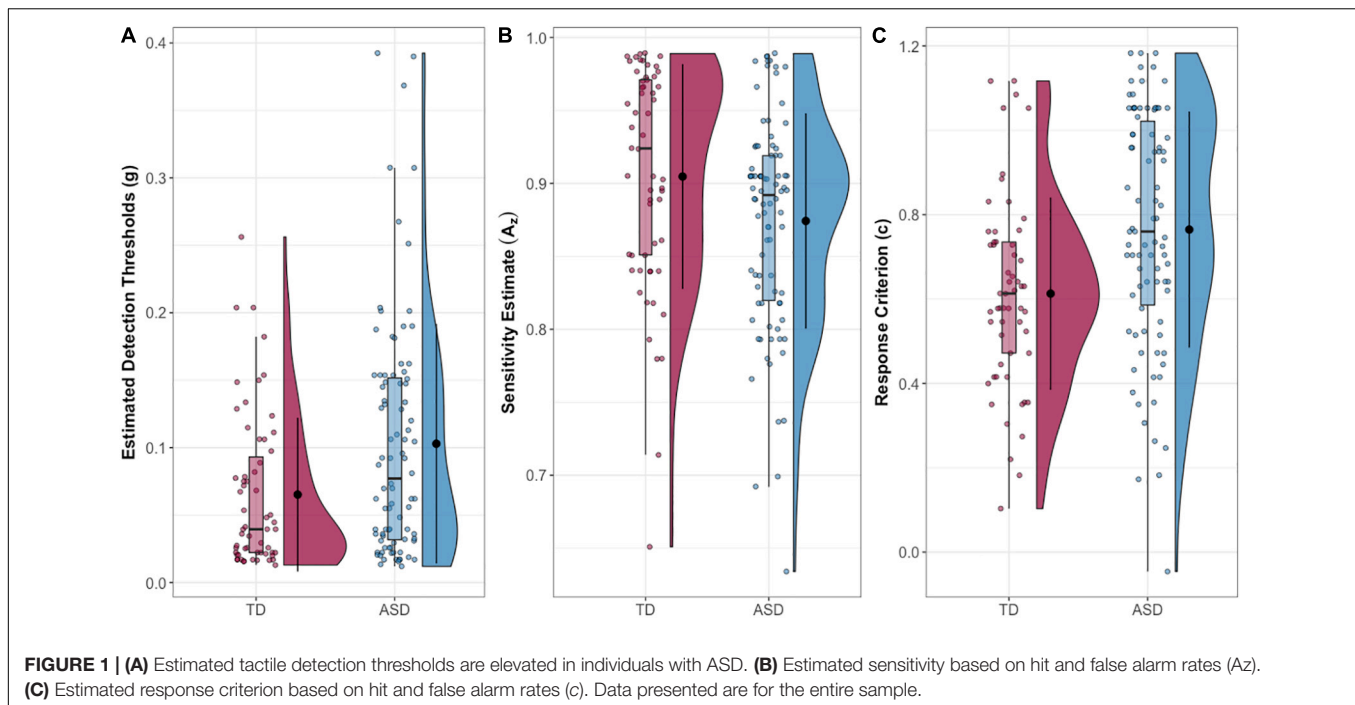 A
Estimated Detection Thresholds (g)
0.4
0.3
0.2
0.1
0.0
TD ASD
B
Sensitivity Estimate (Az)
1.0
0.9
0.8
0.7
TD ASD
C
Response Criterion (c)
1.2
0.8
0.4
0.0
TD ASD
FIGURE 1 | (A) Estimated tactile detection thresholds are elevated in individuals with ASD. (B) Estimated sensitivity based on hit and false alarm rates (Az).
(C) Estimated response criterion based on hit and false alarm rates (c). Data presented are for the entire sample.